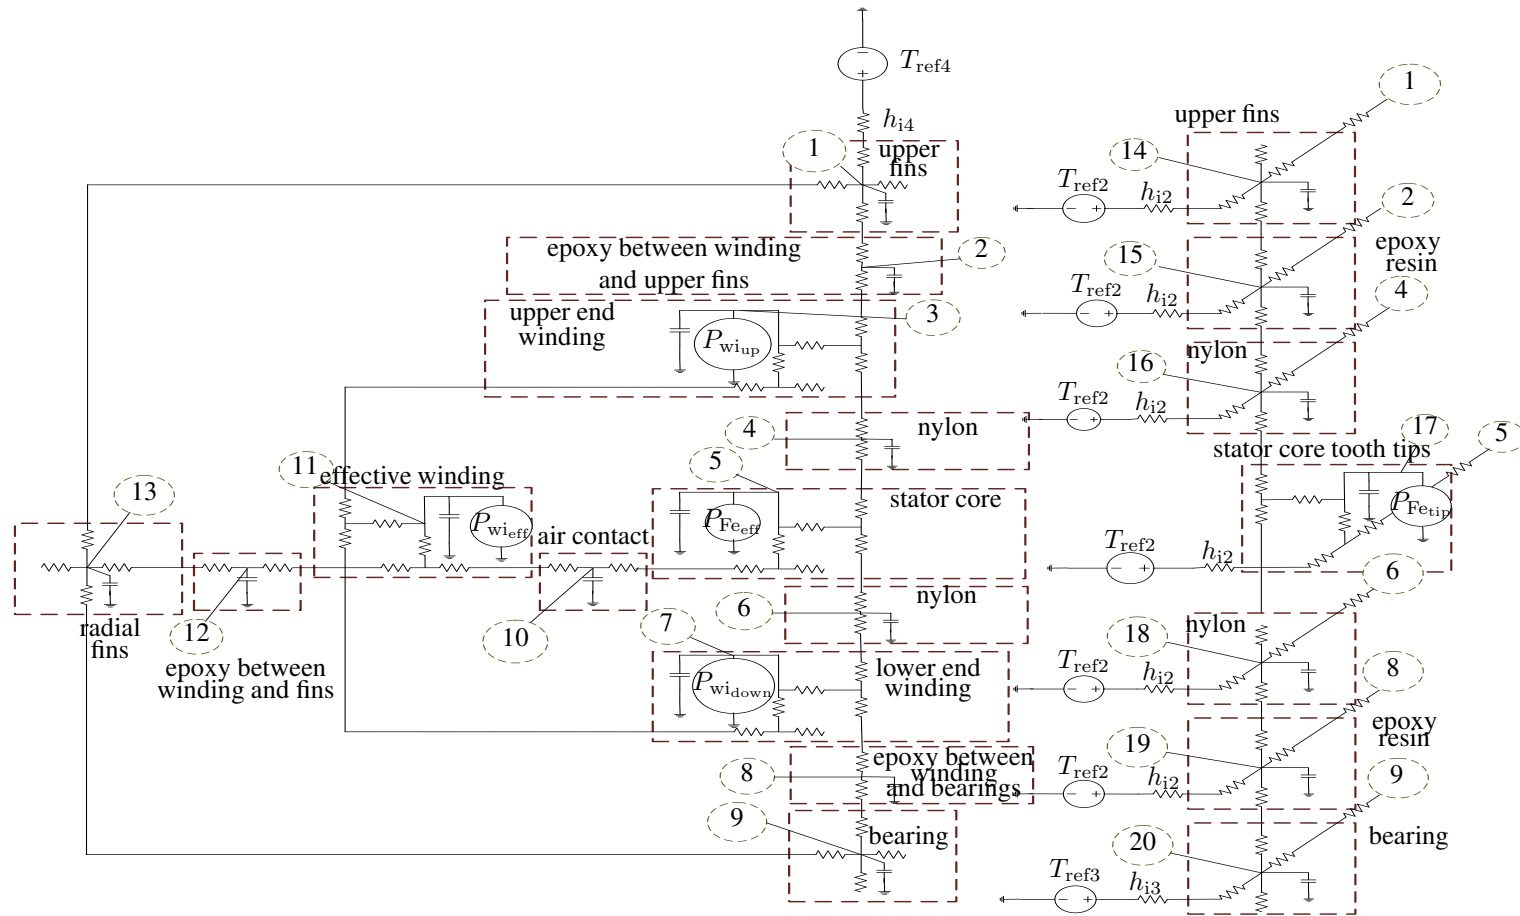 T_ref4
h_i4
1
upper
fins
2
epoxy between winding
and upper fins
3
upper end
winding
P_wi_up
4
nylon
5
stator core
P_Fe_eff
11
effective winding
P_wi_eff
13
radial
fins
12
epoxy between
winding and fins
air contact
10
6
nylon
7
lower end
winding
P_wi_down
8
epoxy between
winding
and bearings
9
bearing
1
upper fins
14
T_ref2
h_i2
− +
2
epoxy
resin
15
T_ref2
h_i2
− +
4
nylon
16
T_ref2
h_i2
− +
17
5
stator core tooth tips
P_Fe_tip
T_ref2
h_i2
− +
6
nylon
18
T_ref2
h_i2
− +
8
epoxy
resin
19
T_ref2
h_i2
− +
9
bearing
20
T_ref3
h_i3
− +